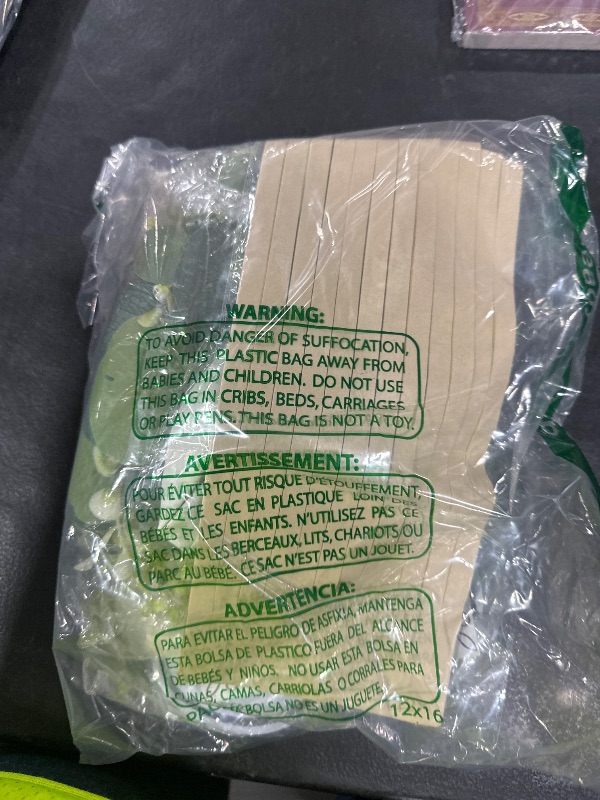 WARNING:
TO AVOID DANGER OF SUFFOCATION,
KEEP THIS PLASTIC BAG AWAY FROM
BABIES AND CHILDREN. DO NOT USE
THIS BAG IN CRIBS, BEDS, CARRIAGES
OR PLAY PENS. THIS BAG IS NOT A TOY.
AVERTISSEMENT:
POUR ÉVITER TOUT RISQUE D'ÉTOUFFEMENT,
GARDEZ CE SAC EN PLASTIQUE LOIN DES
BÉBÉS ET LES ENFANTS. N'UTILISEZ PAS CE
SAC DANS LES BERCEAUX, LITS, CHARIOTS OU
PARC AU BÉBÉ. CE SAC N'EST PAS UN JOUET.
ADVERTENCIA:
PARA EVITAR EL PELIGRO DE ASFIXIA, MANTENGA
ESTA BOLSA DE PLASTICO FUERA DEL ALCANCE
DE BEBÉS Y NIÑOS. NO USAR ESTA BOLSA EN
CUNAS, CAMAS, CARRIOLAS O CORRALES PARA
BOLSA NO ES UN JUGUETE.
12x16